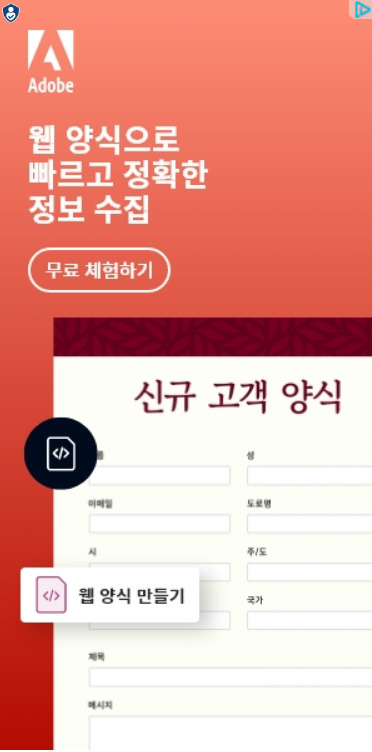 Adobe
웹 양식으로
빠르고 정확한
정보 수집
무료 체험하기
신규 고객 양식
성
이메일
도로명
시
주/도
</>
웹 양식 만들기
국가
제목
메시지